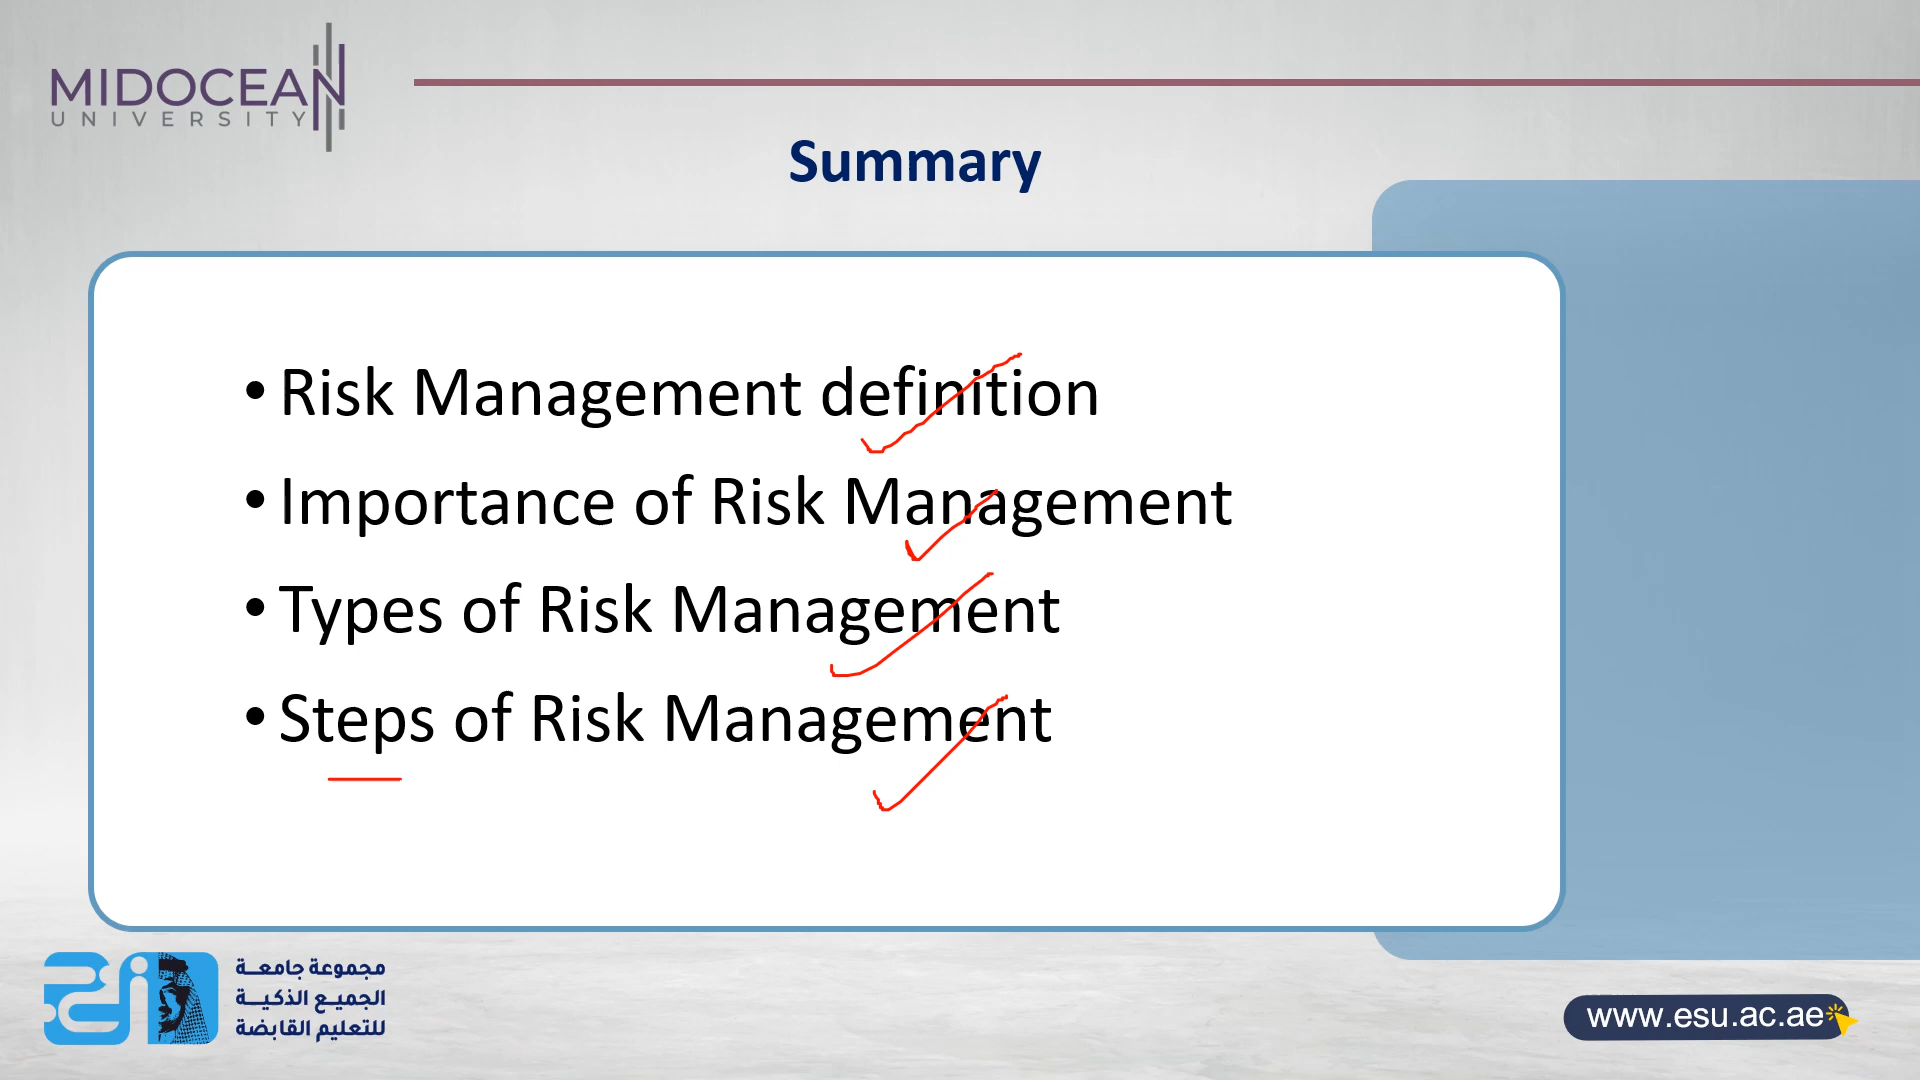 MIDOCEAN
UNIVERSITY
Summary
• Risk Management definition
• Importance of Risk Management
• Types of Risk Management
• Steps of Risk Management
مجموعة جامعة
الجميع الذكية
للتعليم القابضة
www.esu.ac.ae